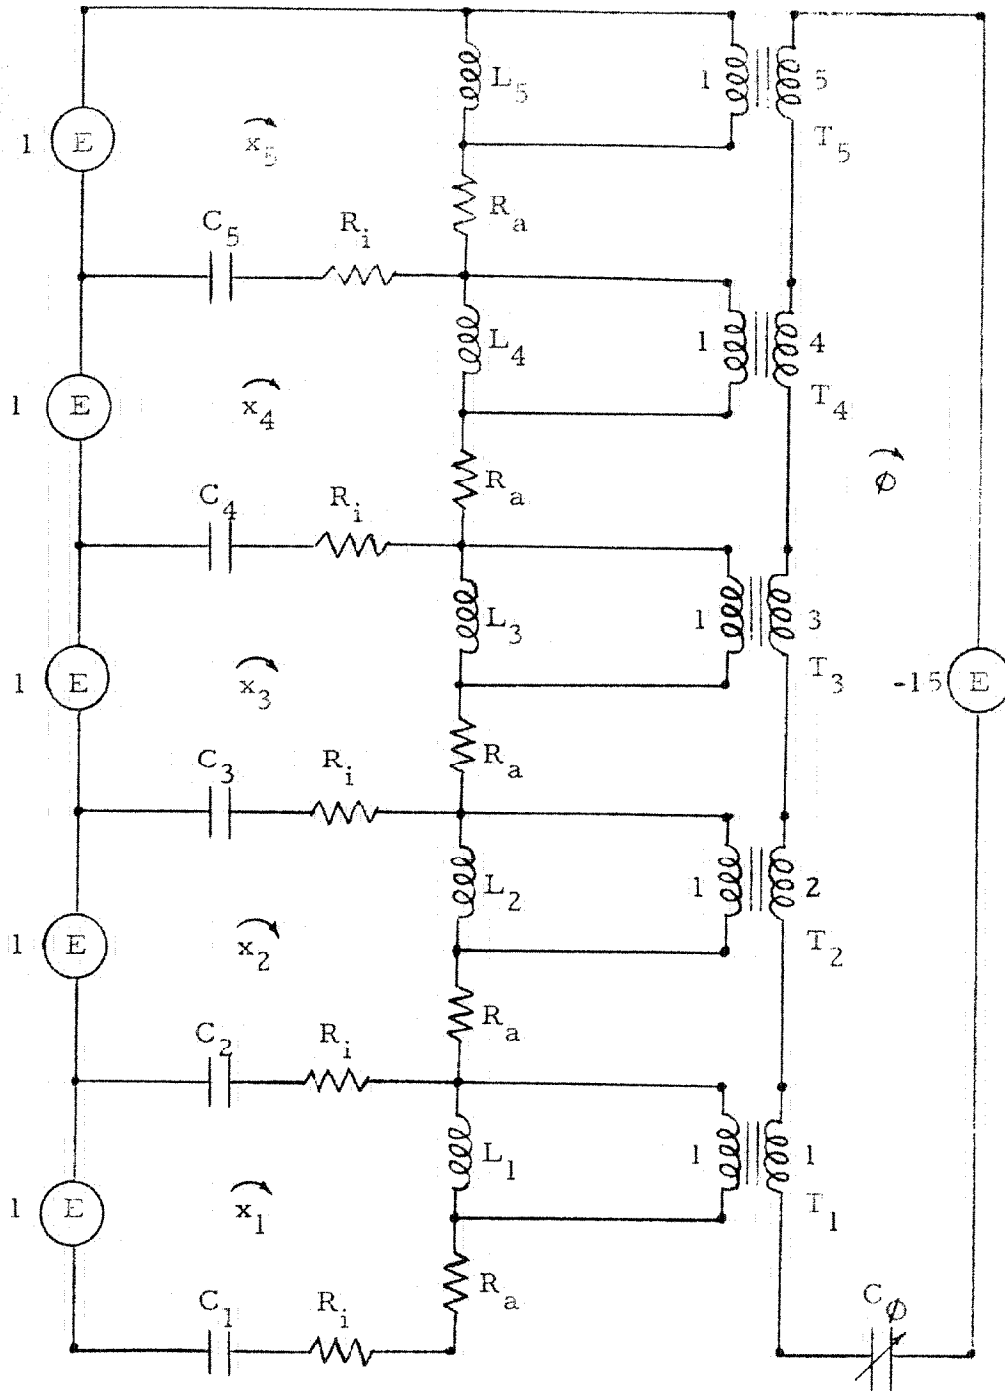 L5 1 5
1 E x5 T5
Ra
C5 Ri
L4 1 4
1 E x4 T4
Ra ø
C4 Ri
L3 1 3
1 E x3 T3 -15 E
Ra
C3 Ri
L2 1 2
1 E x2 T2
Ra
C2 Ri
L1 1 1
1 E x1 T1
Ra
C1 Ri Cø